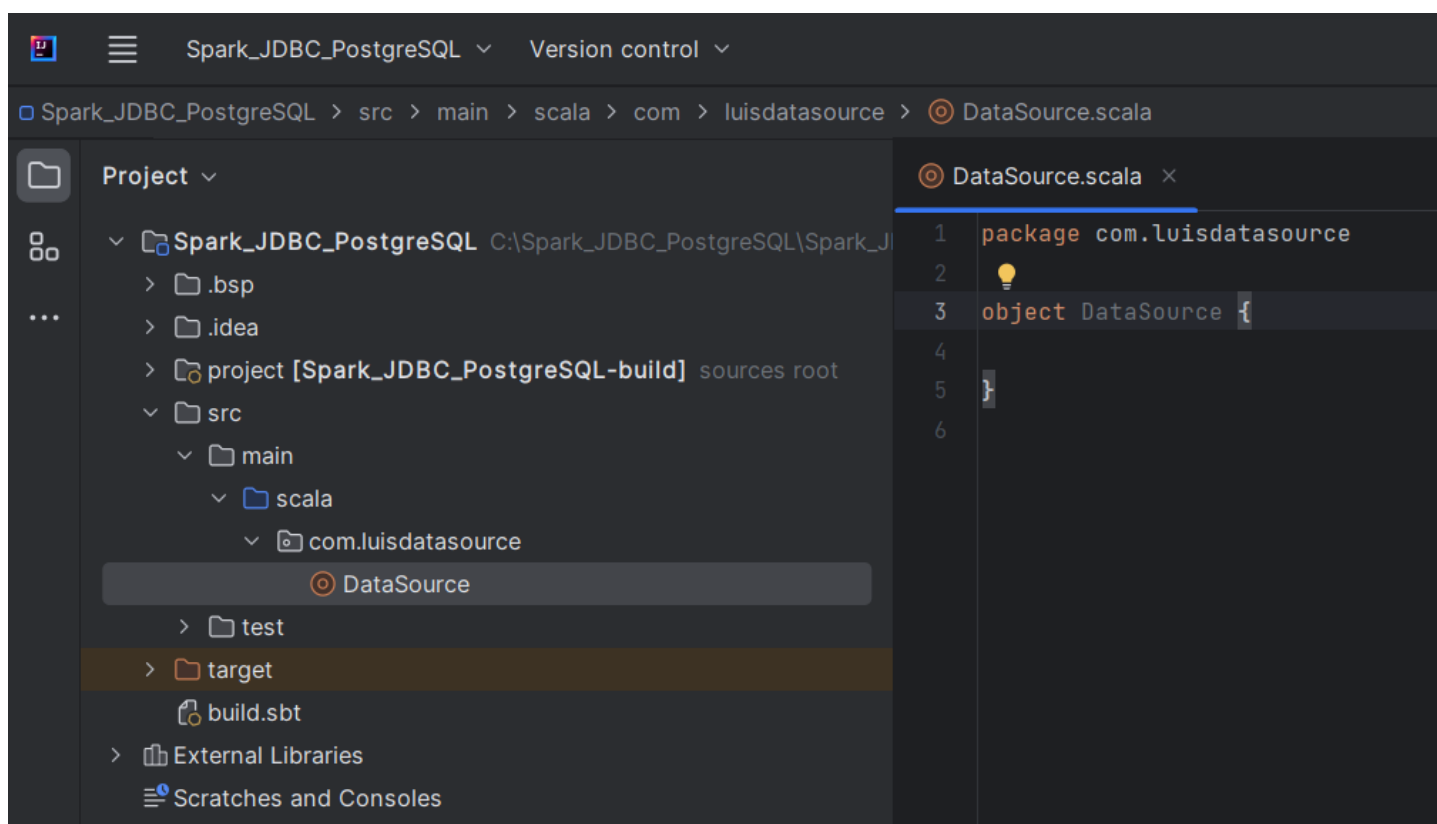 Spark_JDBC_PostgreSQL Version control
Spark_JDBC_PostgreSQL > src > main > scala > com > luisdatasource > DataSource.scala
Project
DataSource.scala ×
Spark_JDBC_PostgreSQL C:\Spark_JDBC_PostgreSQL\Spark_J
.bsp
.idea
project [Spark_JDBC_PostgreSQL-build] sources root
src
main
scala
com.luisdatasource
DataSource
test
target
build.sbt
External Libraries
Scratches and Consoles
1 package com.luisdatasource
2
3 object DataSource {
4
5 }
6